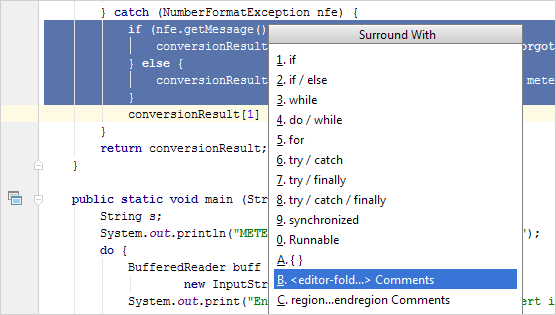 } catch (NumberFormatException nfe) {
if (nfe.getMessage()
conversionResult
} else {
conversionResult
}
conversionResult[1]
}
return conversionResult;
}
public static void main (
String s;
System.out.println("METE
do {
BufferedReader buff
new InputStr
System.out.print("En
Surround With
1. if
2. if / else
3. while
4. do / while
5. for
6. try / catch
7. try / finally
8. try / catch / finally
9. synchronized
0. Runnable
A. { }
B. <editor-fold...> Comments
C. region...endregion Comments
forgot
mete
");
ert i